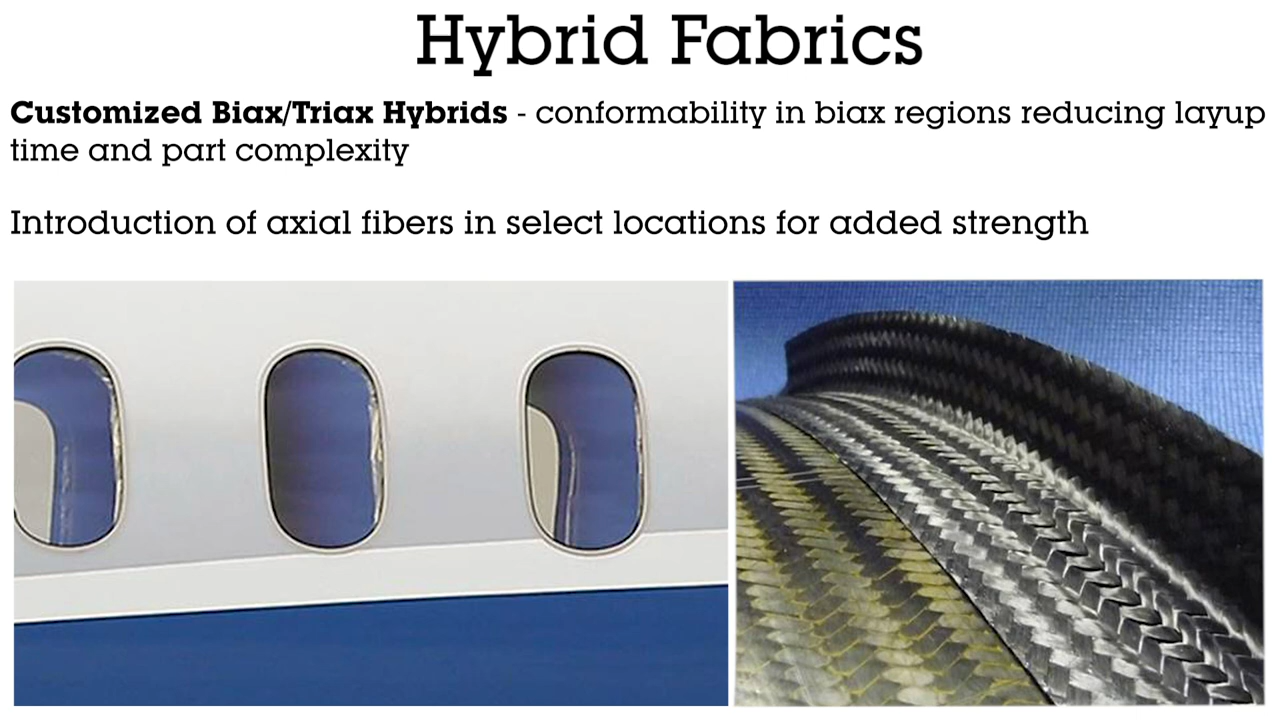 Hybrid Fabrics
Customized Biax/Triax Hybrids - conformability in biax regions reducing layup
time and part complexity
Introduction of axial fibers in select locations for added strength